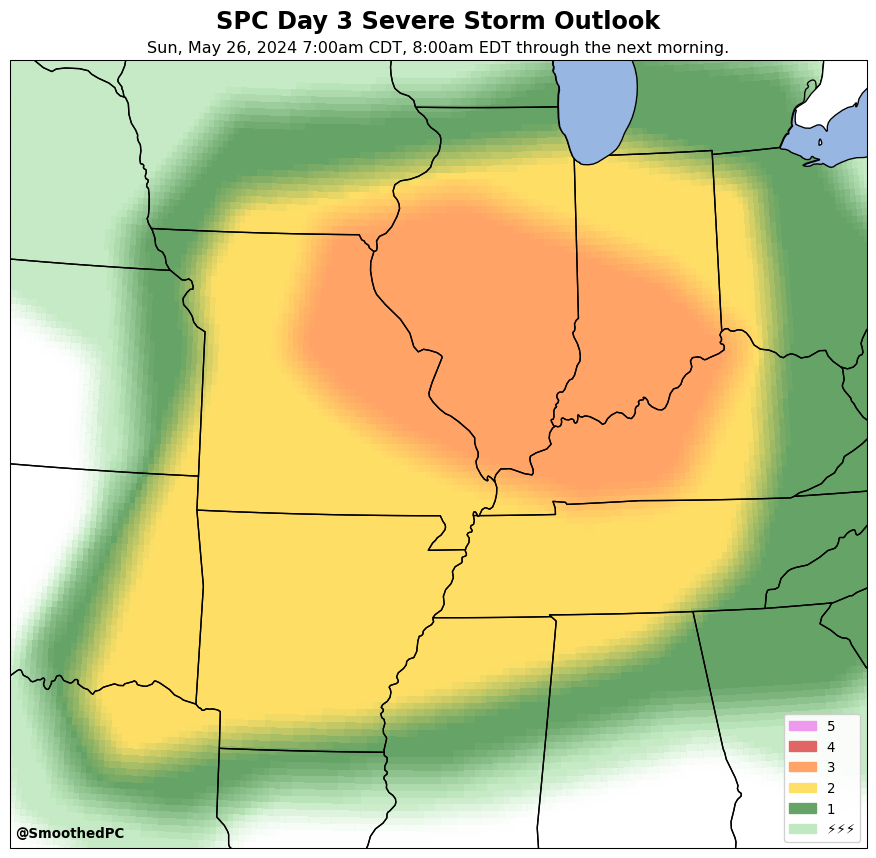 SPC Day 3 Severe Storm Outlook
Sun, May 26, 2024 7:00am CDT, 8:00am EDT through the next morning.
5
4
3
2
1
⚡⚡⚡
@SmoothedPC